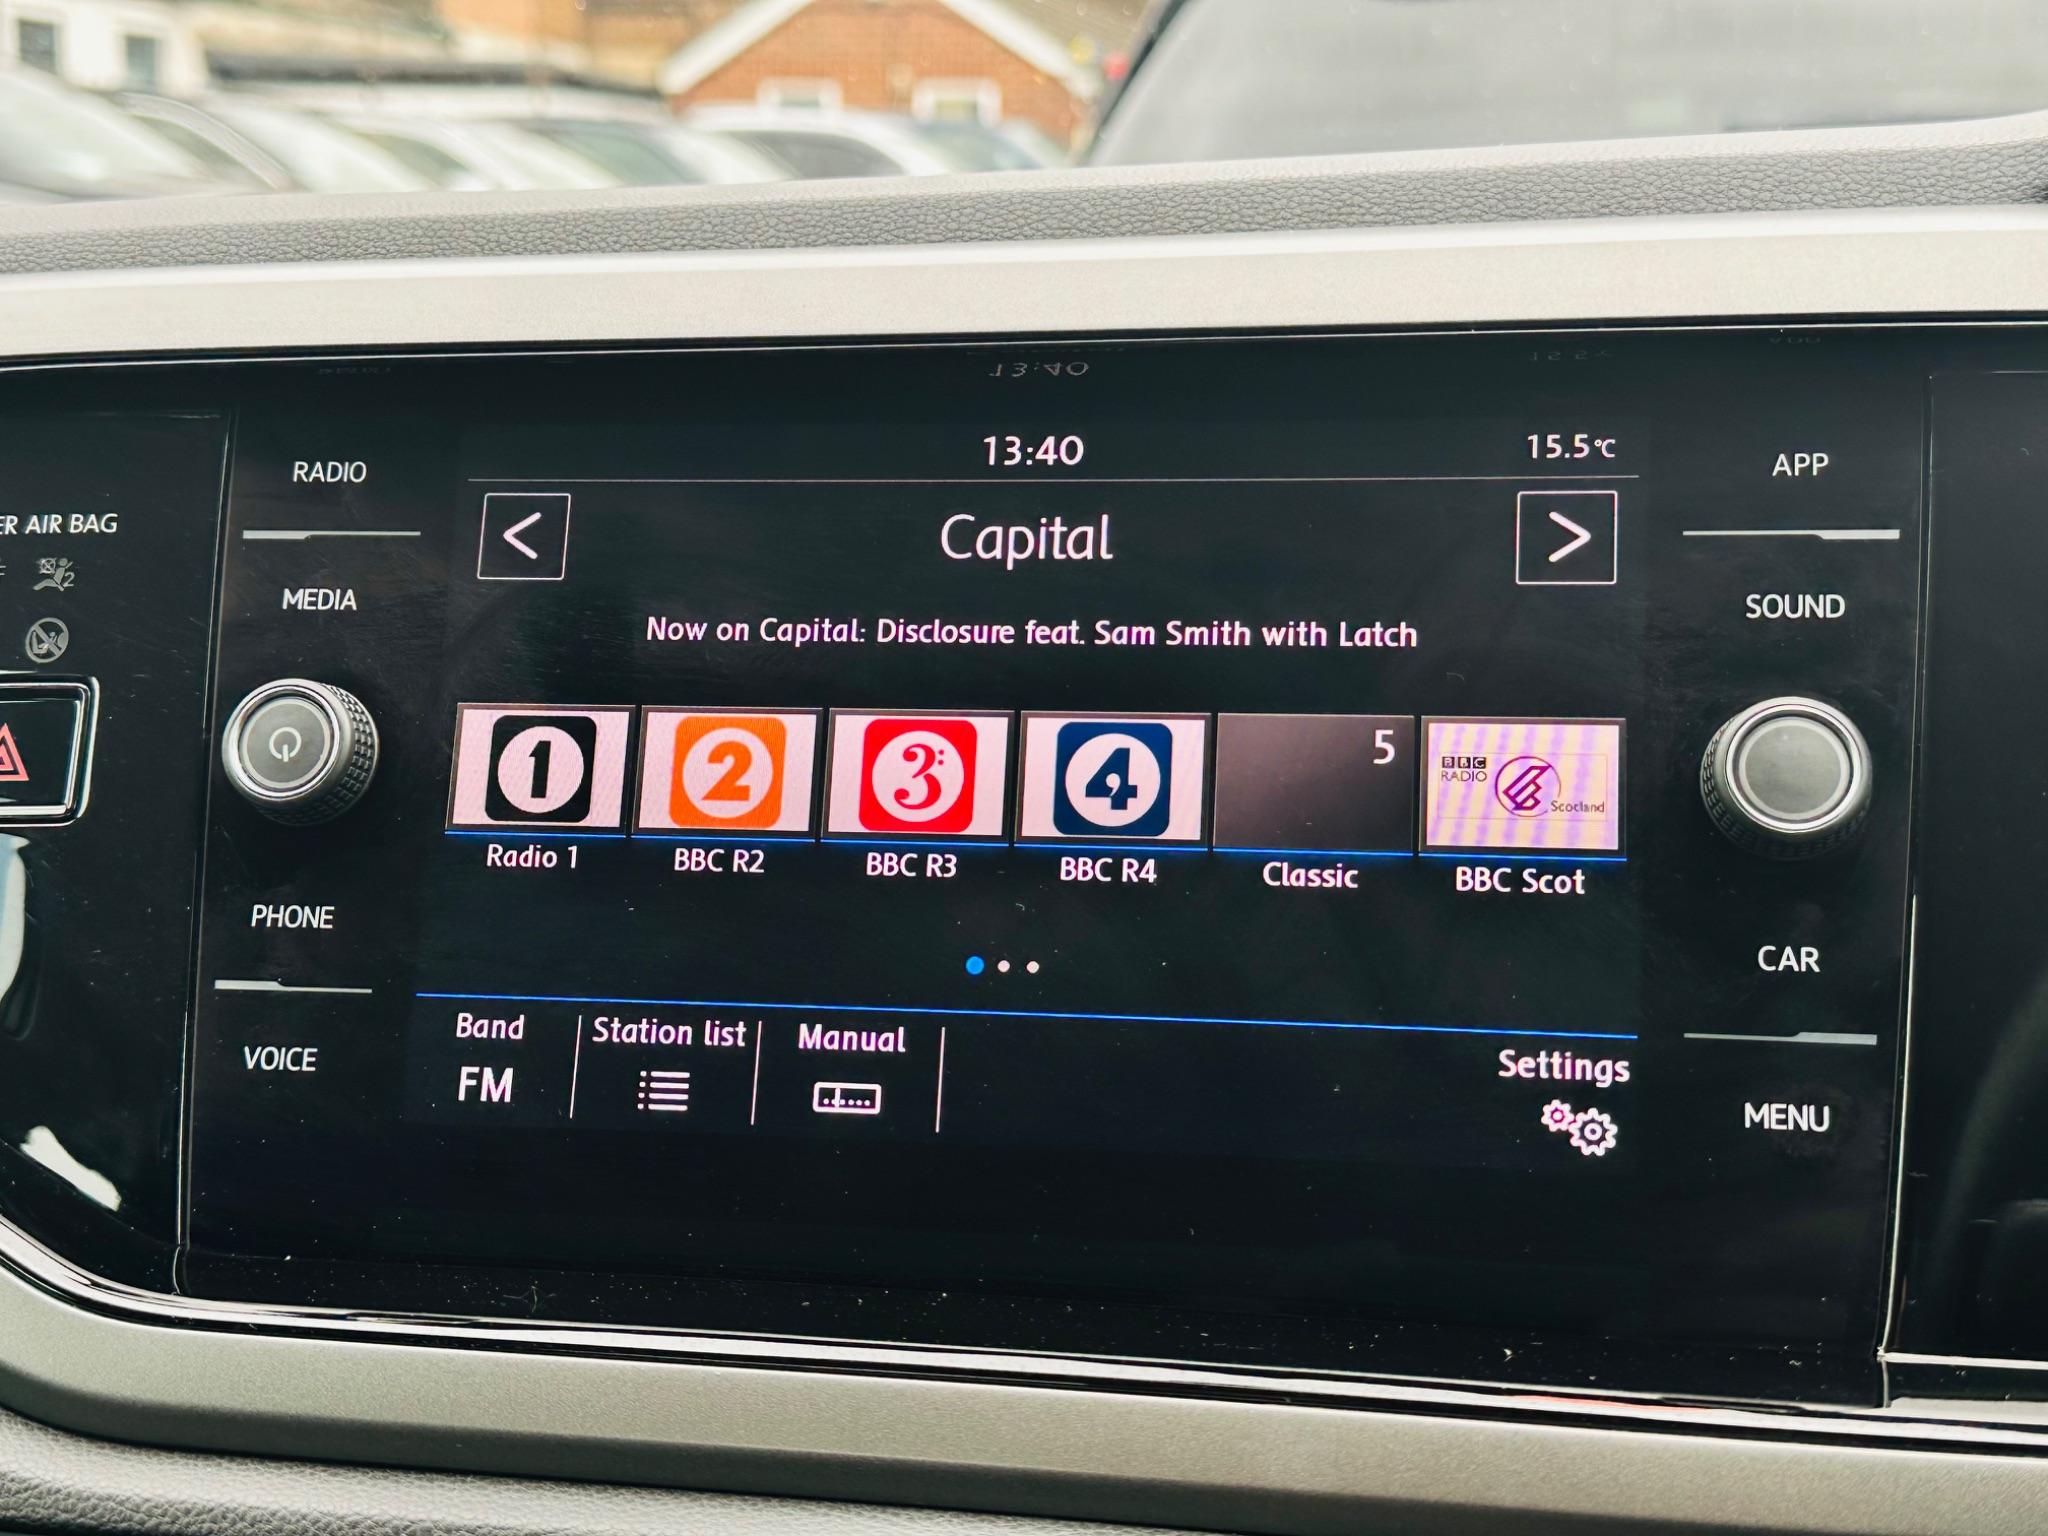 13:40
15.5°C
RADIO
APP
ER AIR BAG
<
Capital
>
MEDIA
SOUND
Now on Capital: Disclosure feat. Sam Smith with Latch
1
2
3
4
5
BBC
RADIO
Scotland
Radio 1
BBC R2
BBC R3
BBC R4
Classic
BBC Scot
PHONE
CAR
VOICE
Band
Station list
Manual
Settings
FM
MENU